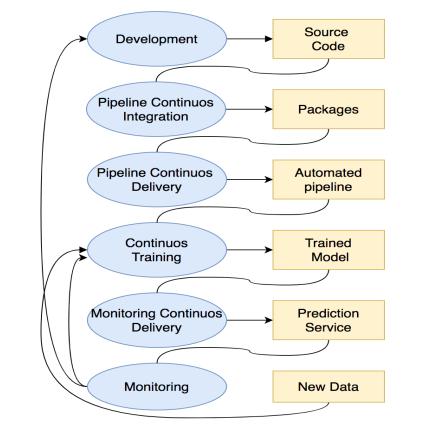 Development
Source
Code
Pipeline Continuos
Integration
Packages
Pipeline Continuos
Delivery
Automated
pipeline
Continuos
Training
Trained
Model
Monitoring Continuos
Delivery
Prediction
Service
Monitoring
New Data